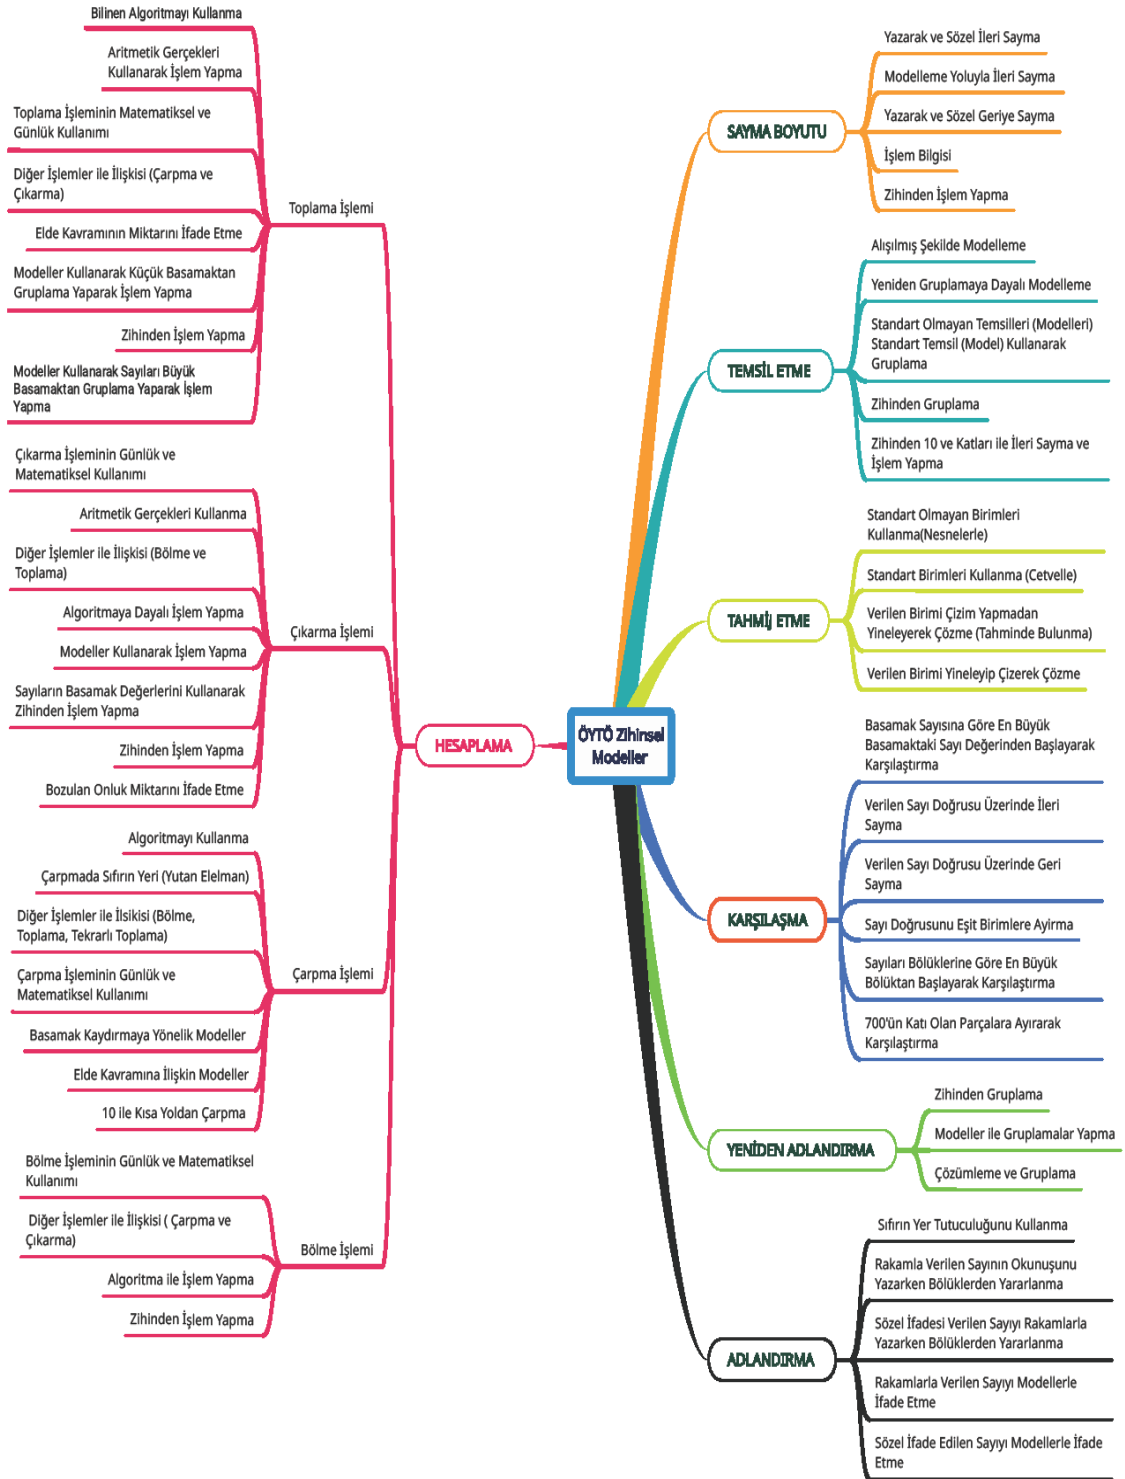 Bilinen Algoritmayı Kullanma
Aritmetik Gerçekleri
Kullanarak İşlem Yapma
Toplama İşleminin Matematiksel ve
Günlük Kullanımı
Diğer İşlemler ile İlişkisi (Çarpma ve
Çıkarma)
Elde Kavramının Miktarını İfade Etme
Modeller Kullanarak Küçük Basamaktan
Gruplama Yaparak İşlem Yapma
Zihinden İşlem Yapma
Modeller Kullanarak Sayıları Büyük
Basamaktan Gruplama Yaparak İşlem
Yapma
Toplama İşlemi
Çıkarma İşleminin Günlük ve
Matematiksel Kullanımı
Aritmetik Gerçekleri Kullanma
Diğer İşlemler ile İlişkisi (Bölme ve
Toplama)
Algoritmaya Dayalı İşlem Yapma
Modeller Kullanarak İşlem Yapma
Sayıların Basamak Değerlerini Kullanarak
Zihinden İşlem Yapma
Zihinden İşlem Yapma
Bozulan Onluk Miktarını İfade Etme
Çıkarma İşlemi
Algoritmayı Kullanma
Çarpmada Sıfırın Yeri (Yutan Elelman)
Diğer İşlemler ile İlsikisi (Bölme,
Toplama, Tekrarlı Toplama)
Çarpma İşleminin Günlük ve
Matematiksel Kullanımı
Basamak Kaydırmaya Yönelik Modeller
Elde Kavramına İlişkin Modeller
10 ile Kısa Yoldan Çarpma
Çarpma İşlemi
Bölme İşleminin Günlük ve Matematiksel
Kullanımı
Diğer İşlemler ile İlişkisi ( Çarpma ve
Çıkarma)
Algoritma ile İşlem Yapma
Zihinden İşlem Yapma
Bölme İşlemi
HESAPLAMA
ÖYTÖ Zihinsel
Modeller
SAYMA BOYUTU
Yazarak ve Sözel İleri Sayma
Modelleme Yoluyla İleri Sayma
Yazarak ve Sözel Geriye Sayma
İşlem Bilgisi
Zihinden İşlem Yapma
TEMSİL ETME
Alışılmış Şekilde Modelleme
Yeniden Gruplamaya Dayalı Modelleme
Standart Olmayan Temsilleri (Modelleri)
Standart Temsil (Model) Kullanarak
Gruplama
Zihinden Gruplama
Zihinden 10 ve Katları ile İleri Sayma ve
İşlem Yapma
TAHMİj ETME
Standart Olmayan Birimleri
Kullanma(Nesnelerle)
Standart Birimleri Kullanma (Cetvelle)
Verilen Birimi Çizim Yapmadan
Yineleyerek Çözme (Tahminde Bulunma)
Verilen Birimi Yineleyip Çizerek Çözme
KARŞILAŞMA
Basamak Sayısına Göre En Büyük
Basamaktaki Sayı Değerinden Başlayarak
Karşılaştırma
Verilen Sayı Doğrusu Üzerinde İleri
Sayma
Verilen Sayı Doğrusu Üzerinde Geri
Sayma
Sayı Doğrusunu Eşit Birimlere Ayirma
Sayıları Bölüklerine Göre En Büyük
Bölüktan Başlayarak Karşılaştırma
700'ün Katı Olan Parçalara Ayırarak
Karşılaştırma
YENİDEN ADLANDIRMA
Zihinden Gruplama
Modeller ile Gruplamalar Yapma
Çözümleme ve Gruplama
ADLANDIRMA
Sıfırın Yer Tutuculuğunu Kullanma
Rakamla Verilen Sayının Okunuşunu
Yazarken Bölüklerden Yararlanma
Sözel İfadesi Verilen Sayıyı Rakamlarla
Yazarken Bölüklerden Yararlanma
Rakamlarla Verilen Sayıyı Modellerle
İfade Etme
Sözel İfade Edilen Sayıyı Modellerle İfade
Etme